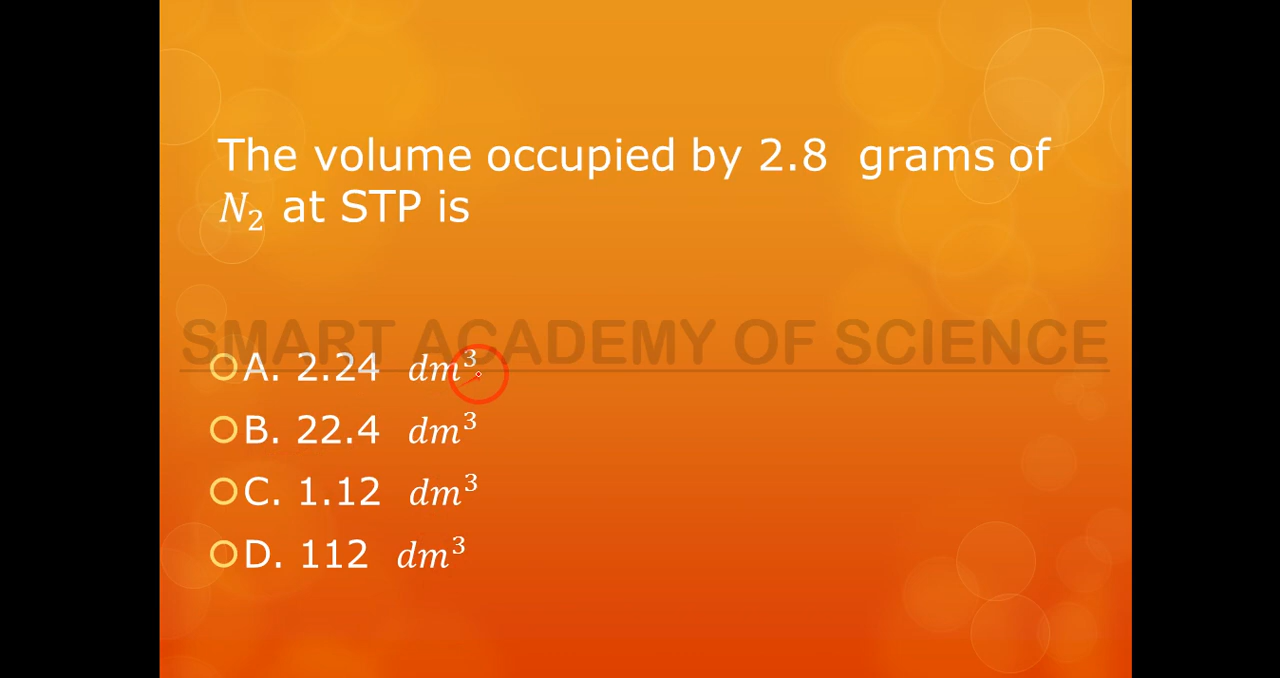 The volume occupied by 2.8 grams of
N₂ at STP is
SMART ACADEMY OF SCIENCE
A. 2.24 dm³
B. 22.4 dm³
C. 1.12 dm³
D. 112 dm³